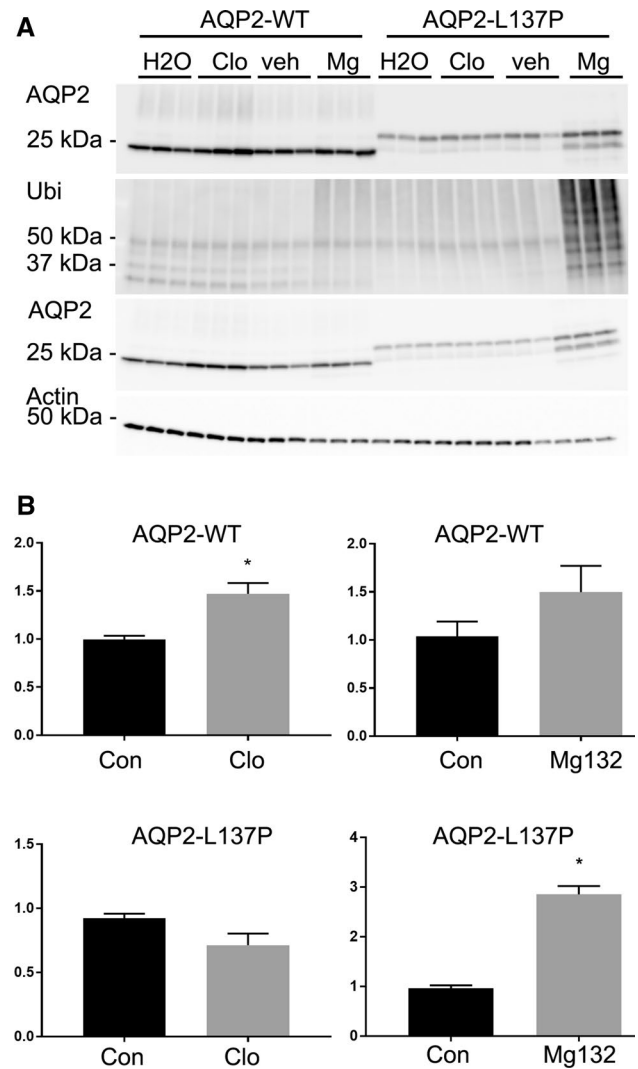 A
AQP2-WT AQP2-L137P
H2O Clo veh Mg H2O Clo veh Mg
AQP2
25 kDa -
Ubi
50 kDa -
37 kDa -
AQP2
25 kDa -
Actin
50 kDa -
B
AQP2-WT AQP2-WT
2.0 2.0
* 
1.5 1.5
1.0 1.0
0.5 0.5
0.0 0.0
Con Clo Con Mg132
AQP2-L137P AQP2-L137P
1.5 4
*
3
1.0
2
0.5
1
0.0 0
Con Clo Con Mg132